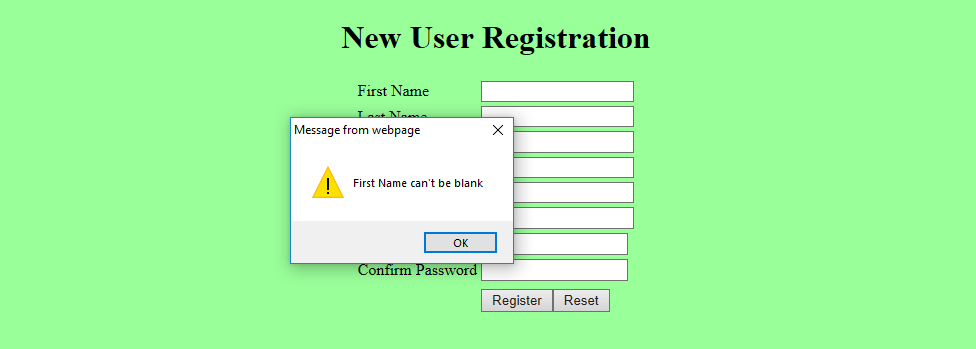 New User Registration
First Name
Last Name
Message from webpage
First Name can't be blank
OK
Confirm Password
Register Reset